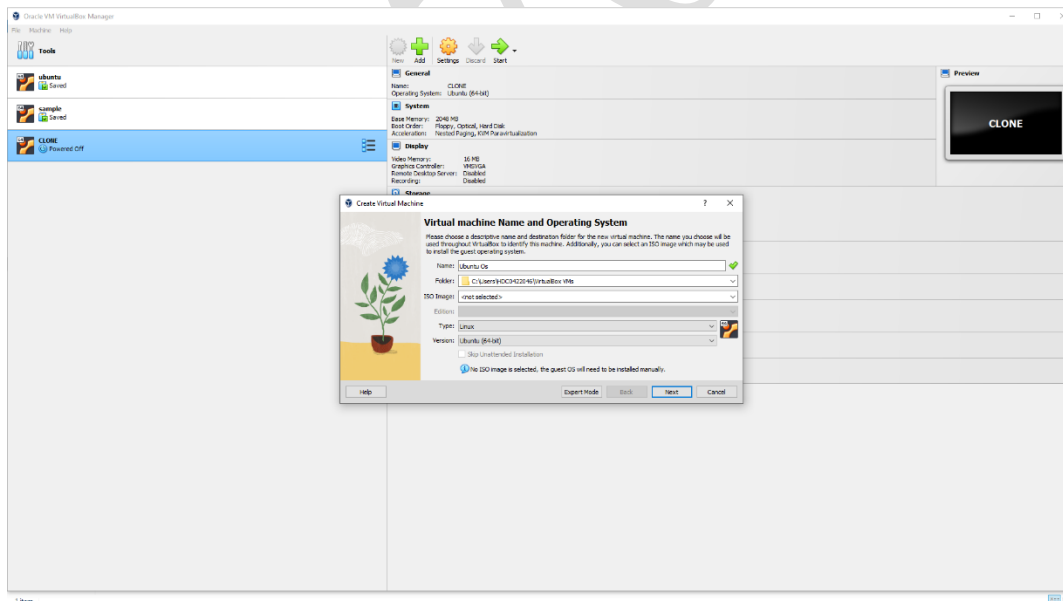 Oracle VM VirtualBox Manager
File Machine Help
Tools
New Add Settings Discard Start
ubuntu
Saved
sample
Saved
CLONE
Powered Off
General
Name: CLONE
Operating System: Ubuntu (64-bit)
System
Base Memory: 2048 MB
Boot Order: Floppy, Optical, Hard Disk
Acceleration: Nested Paging, KVM Paravirtualization
Display
Video Memory: 16 MB
Graphics Controller: VMSVGA
Remote Desktop Server: Disabled
Recording: Disabled
Storage
Preview
CLONE
Create Virtual Machine
? ×
Virtual machine Name and Operating System
Please choose a descriptive name and destination folder for the new virtual machine. The name you choose will be
used throughout VirtualBox to identify this machine. Additionally, you can select an ISO image which may be used
to install the guest operating system.
Name: Ubuntu Os
Folder: C:\Users\HDC0422046\VirtualBox VMs
ISO Image: <not selected>
Edition:
Type: Linux
Version: Ubuntu (64-bit)
Skip Unattended Installation
No ISO image is selected, the guest OS will need to be installed manually.
Help Expert Mode Back Next Cancel